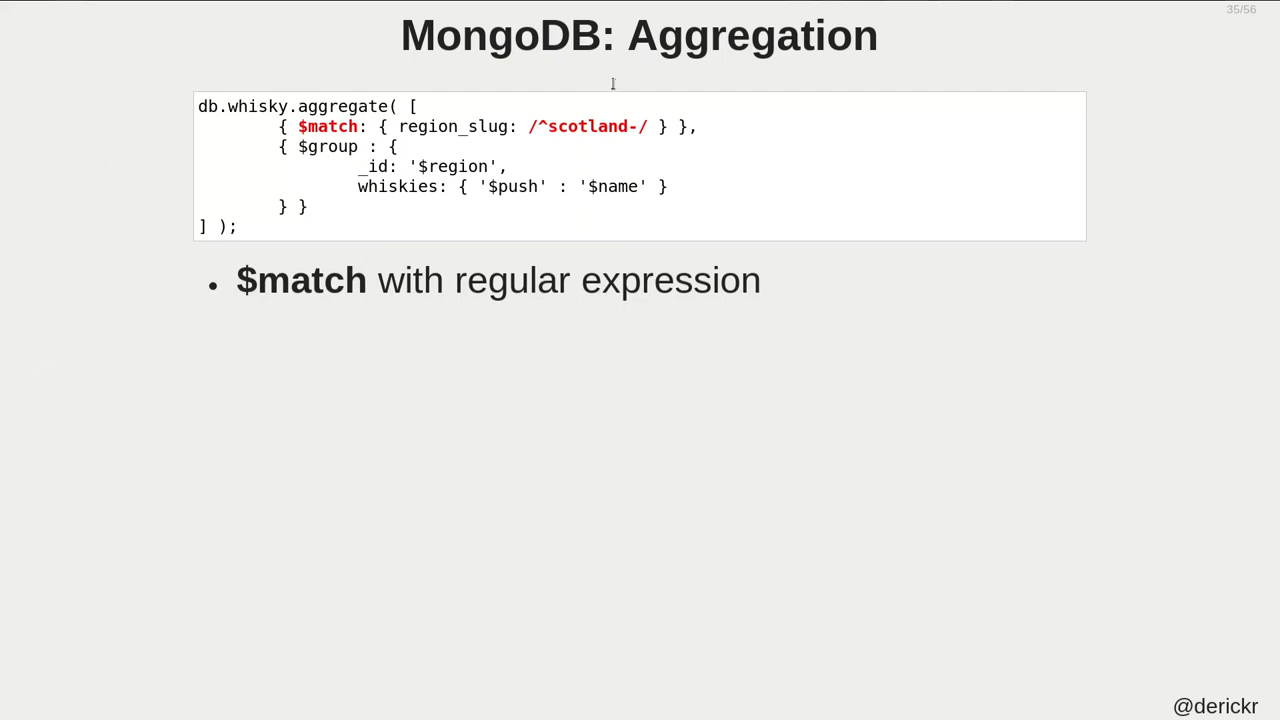 35/56
MongoDB: Aggregation
db.whisky.aggregate( [
        { $match: { region_slug: /^scotland-/ } },
        { $group : {
                _id: '$region',
                whiskies: { '$push' : '$name' }
        } }
] );
• $match with regular expression
@derickr